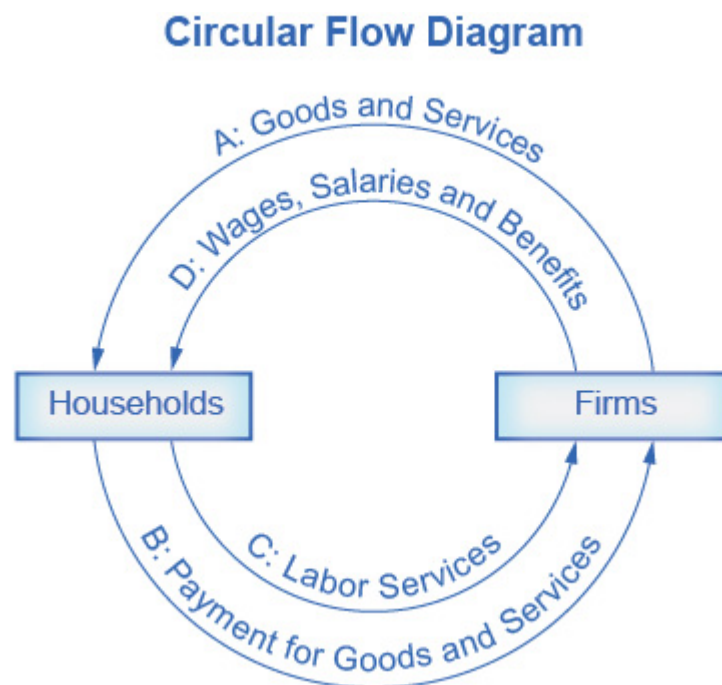 Circular Flow Diagram
A: Goods and Services
D: Wages, Salaries and Benefits
Households
Firms
C: Labor Services
B: Payment for Goods and Services